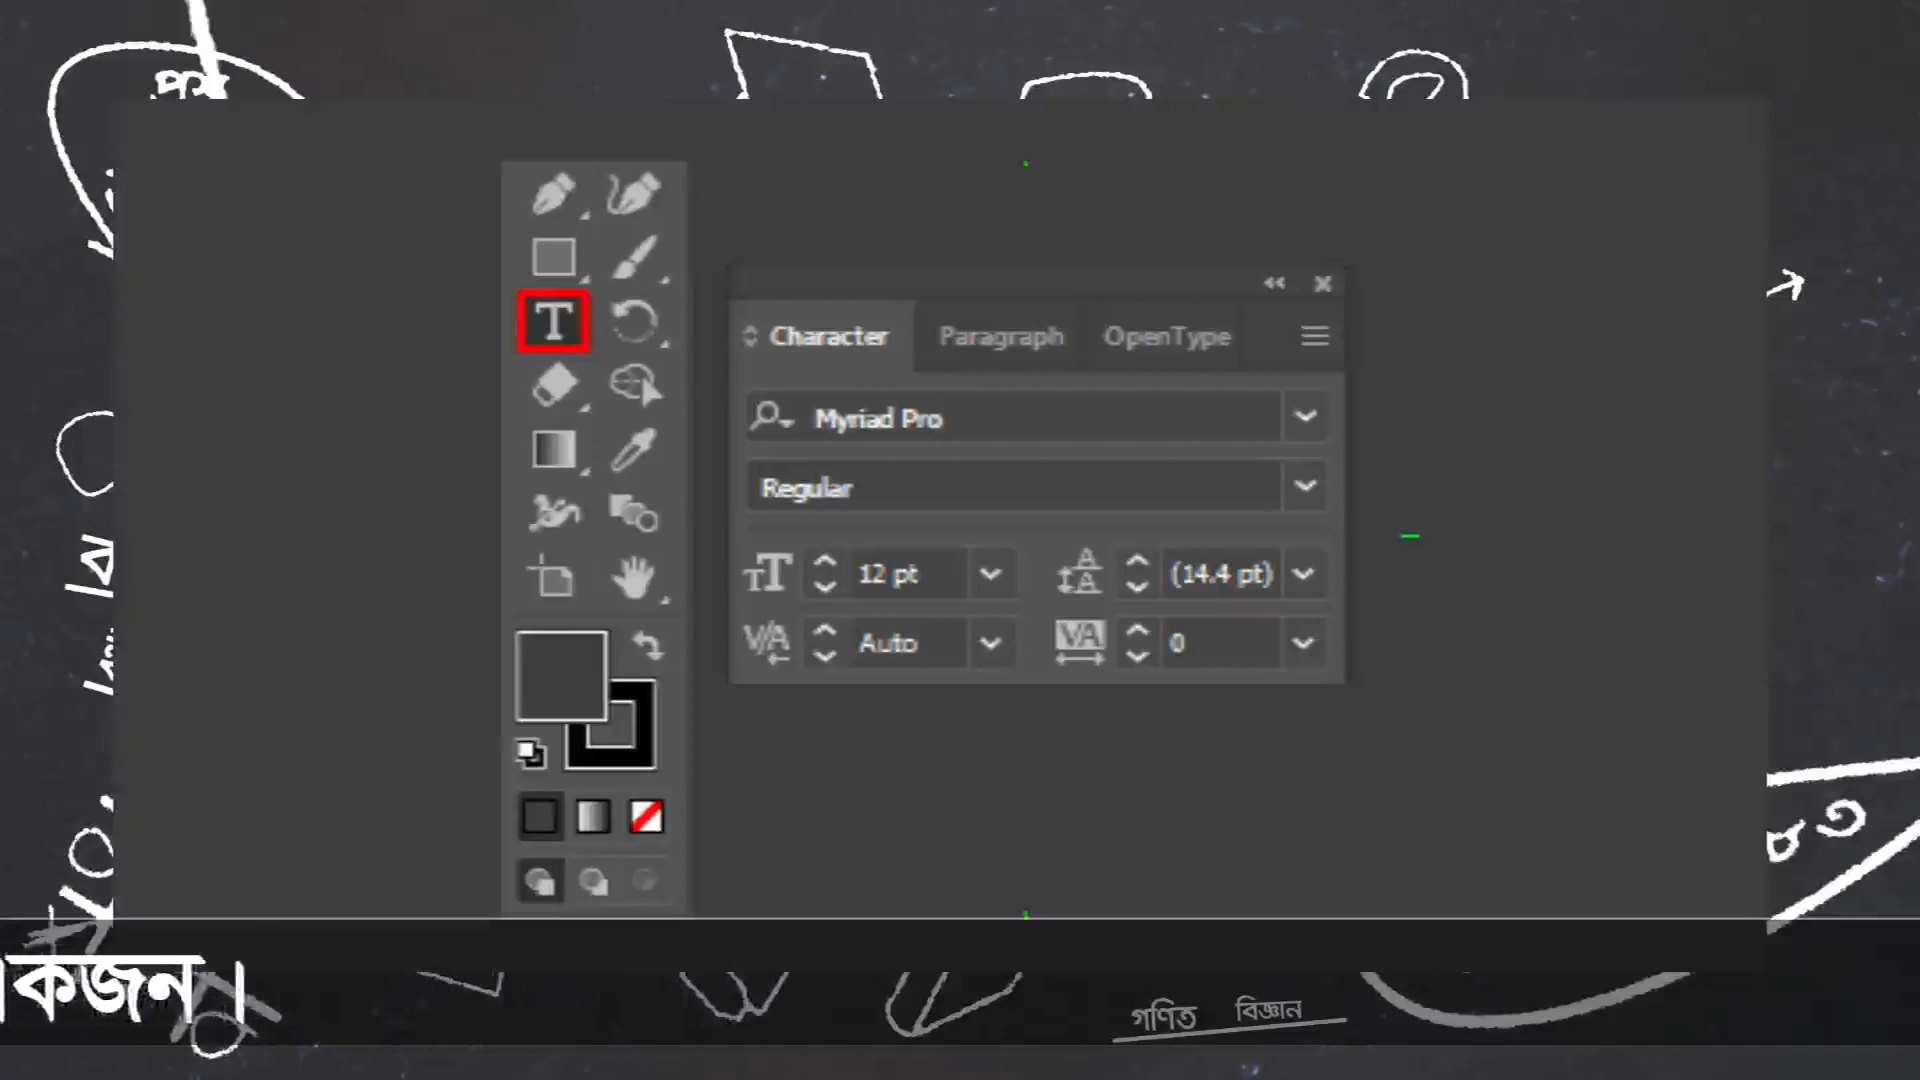 Character Paragraph OpenType
Myriad Pro
Regular
12 pt (14.4 pt)
Auto 0
কজন।
গণিত বিজ্ঞান